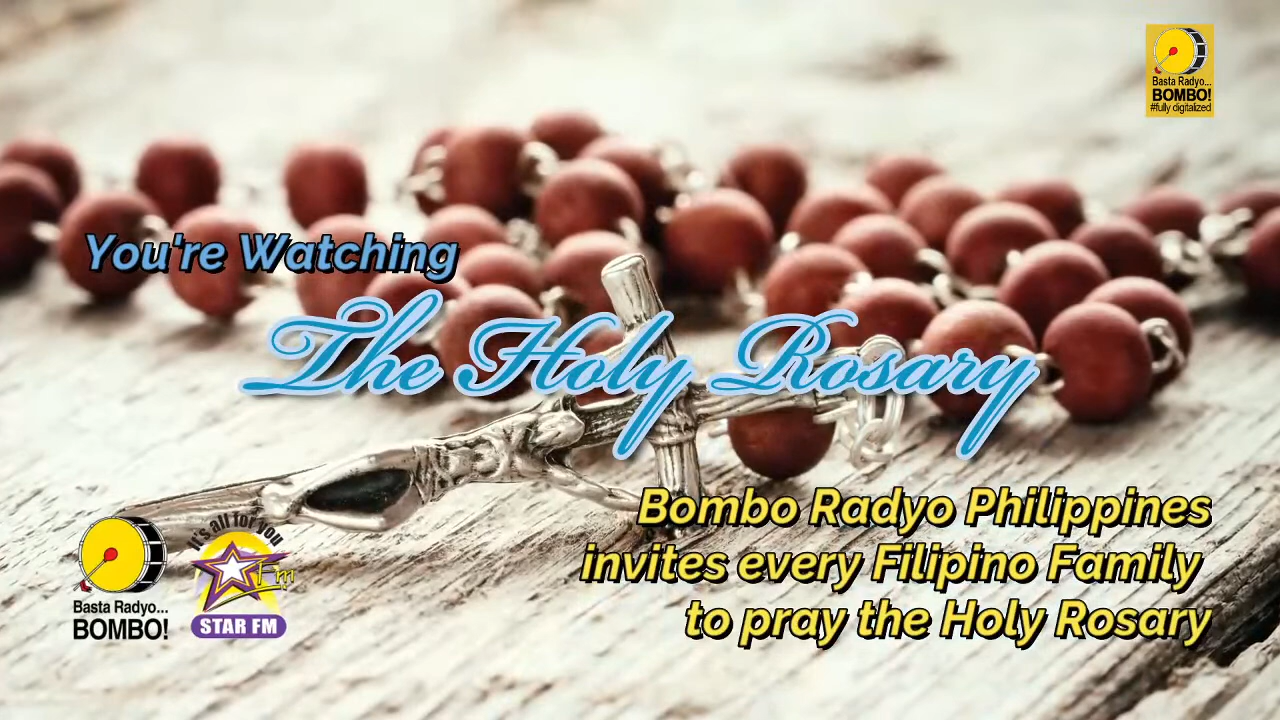 Basta Radyo...
BOMBO!
#fully digitalized
You're Watching
The Holy Rosary
Bombo Radyo Philippines
invites every Filipino Family
to pray the Holy Rosary
Basta Radyo...
BOMBO!
It's all for you
Fm
STAR FM